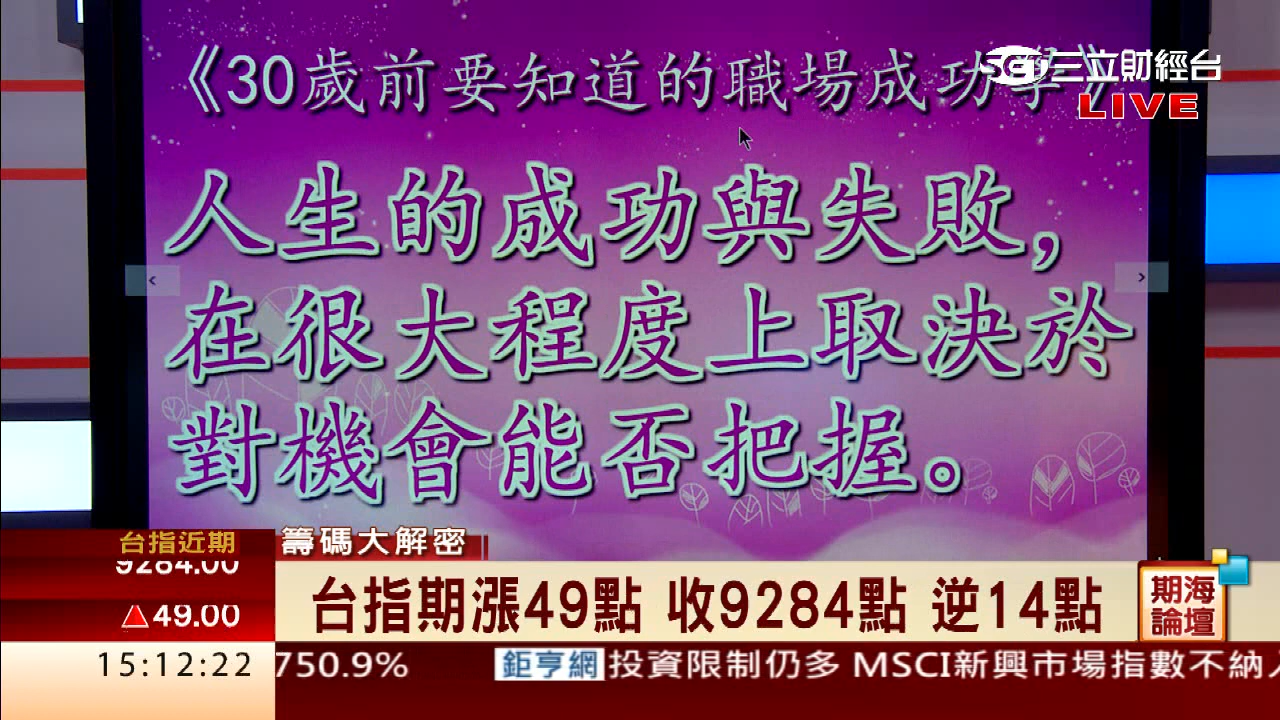 《30歲前要知道的職場成功學》
三立財經台
LIVE
人生的成功與失敗,
在很大程度上取決於
對機會能否把握。
台指近期
9284.00
▲49.00
籌碼大解密
台指期漲49點 收9284點 逆14點
期海
論壇
15:12:22
750.9% 鉅亨網 投資限制仍多 MSCI新興市場指數不納入